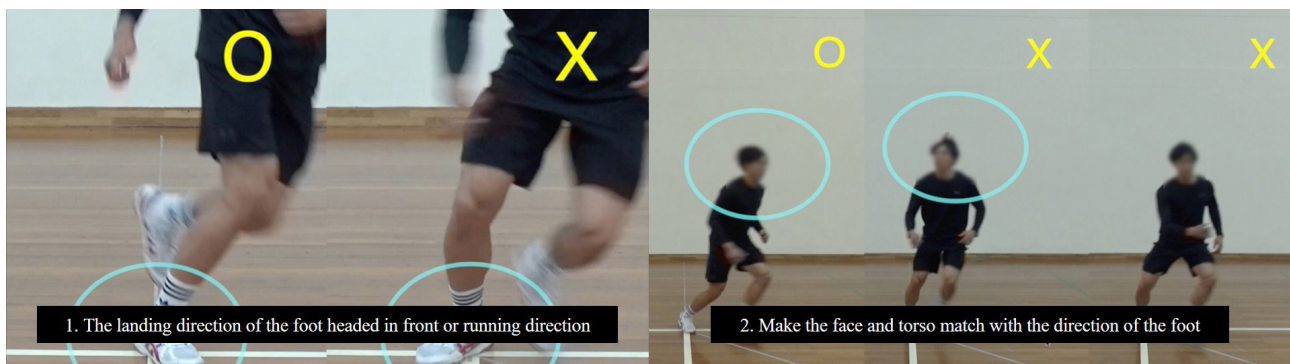 O
X
O
X
X
1. The landing direction of the foot headed in front or running direction
2. Make the face and torso match with the direction of the foot